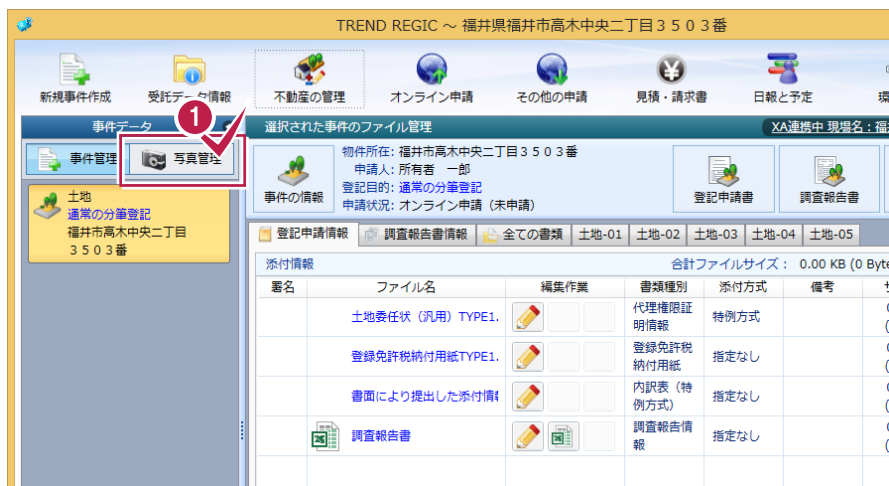 TREND REGIC ～ 福井県福井市高木中央二丁目３５０３番
新規事件作成 受託データ情報 不動産の管理 オンライン申請 その他の申請 見積・請求書 日報と予定 環
事件データ 選択された事件のファイル管理 XA連携中 現場名：福
1
事件管理 写真管理
土地
通常の分筆登記
福井市高木中央二丁目
３５０３番
事件の情報
物件所在: 福井市高木中央二丁目３５０３番
申請人: 所有者 一郎
登記目的: 通常の分筆登記
申請状況: オンライン申請（未申請）
登記申請書 調査報告書
登記申請情報 調査報告書情報 全ての書類 土地-01 土地-02 土地-03 土地-04 土地-05
添付情報 合計ファイルサイズ： 0.00 KB (0 Byte
署名 ファイル名 編集作業 書類種別 添付方式 備考
土地委任状（汎用）TYPE1. 代理権限証明情報 特例方式
登録免許税納付用紙TYPE1. 登録免許税納付用紙 指定なし
書面により提出した添付情報 内訳表（特例方式） 指定なし
調査報告書 調査報告情報 指定なし